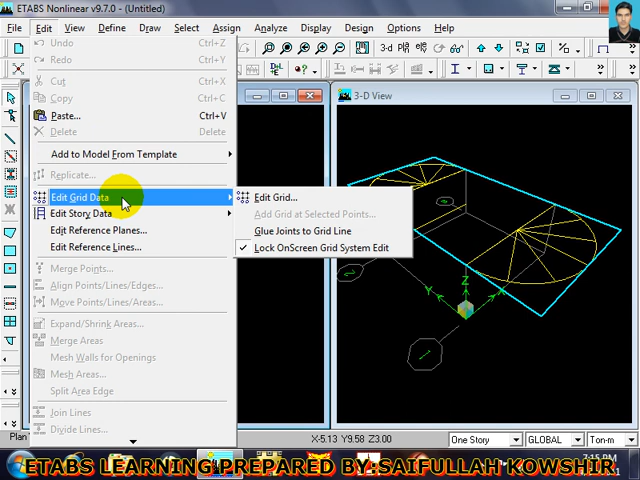 ETABS Nonlinear v9.7.0 - (Untitled)
File Edit View Define Draw Select Assign Analyze Display Design Options Help
Undo Ctrl+Z
Redo Ctrl+Y
Cut Ctrl+X
Copy Ctrl+C
Paste... Ctrl+V
Delete Delete
Add to Model From Template
Replicate...
Edit Grid Data
Edit Story Data
Edit Reference Planes...
Edit Reference Lines...
Merge Points...
Align Points/Lines/Edges...
Move Points/Lines/Areas...
Expand/Shrink Areas...
Merge Areas
Mesh Walls for Openings
Mesh Areas...
Split Area Edge
Join Lines
Divide Lines...
Edit Grid...
Add Grid at Selected Points...
Glue Joints to Grid Line
Lock OnScreen Grid System Edit
3-d
3-D View
Z
Y
X
X-5.13 Y9.58 Z3.00
One Story
GLOBAL
Ton-m
7:15 PM
ETABS LEARNING PREPARED BY:SAIFULLAH KOWSHIR